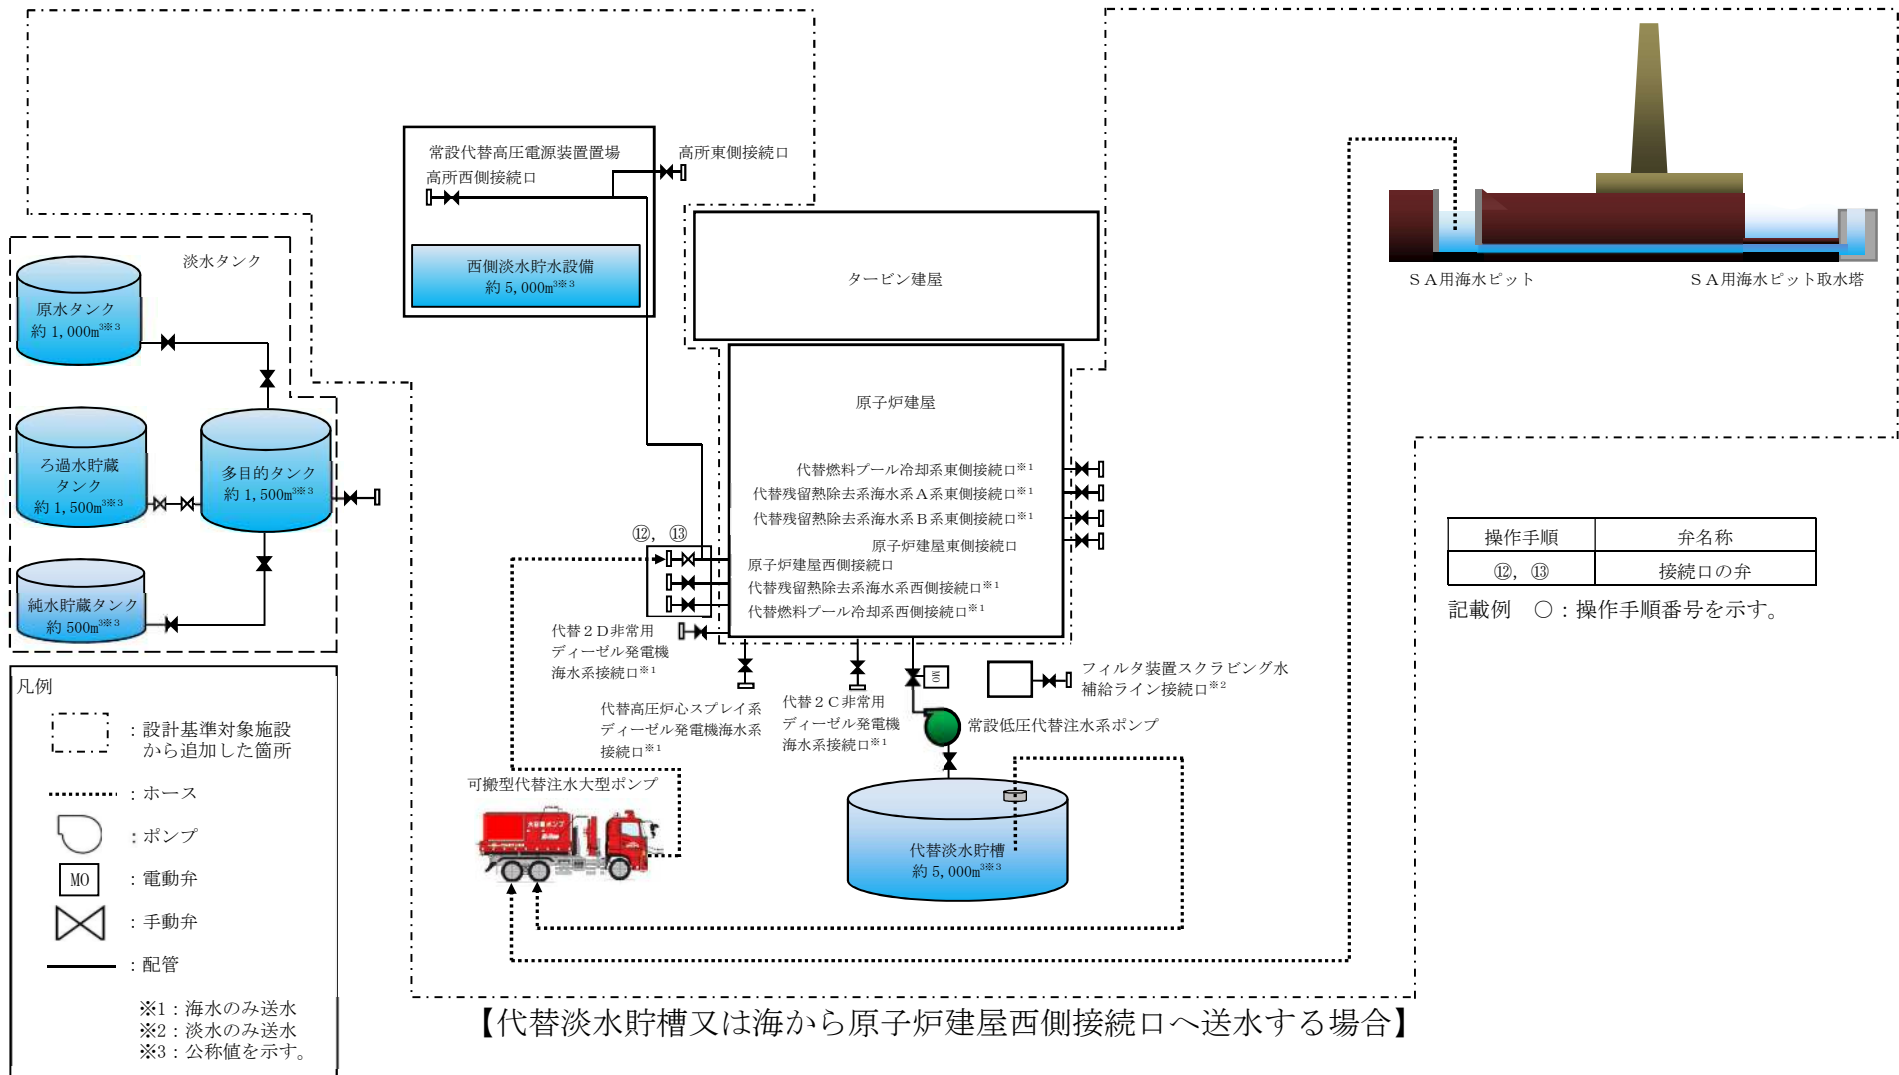 常設代替高圧電源装置置場
高所東側接続口
高所西側接続口
西側淡水貯水設備
約 5,000m³※3
淡水タンク
原水タンク
約 1,000m³※3
ろ過水貯蔵
タンク
約 1,500m³※3
多目的タンク
約 1,500m³※3
純水貯蔵タンク
約 500m³※3
タービン建屋
原子炉建屋
代替燃料プール冷却系東側接続口※1
代替残留熱除去系海水系A系東側接続口※1
代替残留熱除去系海水系B系東側接続口※1
原子炉建屋東側接続口
⑫, ⑬
原子炉建屋西側接続口
代替残留熱除去系海水系西側接続口※1
代替燃料プール冷却系西側接続口※1
代替2D非常用
ディーゼル発電機
海水系接続口※1
代替高圧炉心スプレイ系
ディーゼル発電機海水系
接続口※1
代替2C非常用
ディーゼル発電機
海水系接続口※1
MO
フィルタ装置スクラビング水
補給ライン接続口※2
常設低圧代替注水系ポンプ
可搬型代替注水大型ポンプ
代替淡水貯槽
約 5,000m³※3
SA用海水ピット
SA用海水ピット取水塔
操作手順 弁名称
⑫, ⑬ 接続口の弁
記載例 ○:操作手順番号を示す。
凡例
:設計基準対象施設
から追加した箇所
:ホース
:ポンプ
MO :電動弁
:手動弁
:配管
※1:海水のみ送水
※2:淡水のみ送水
※3:公称値を示す。
【代替淡水貯槽又は海から原子炉建屋西側接続口へ送水する場合】